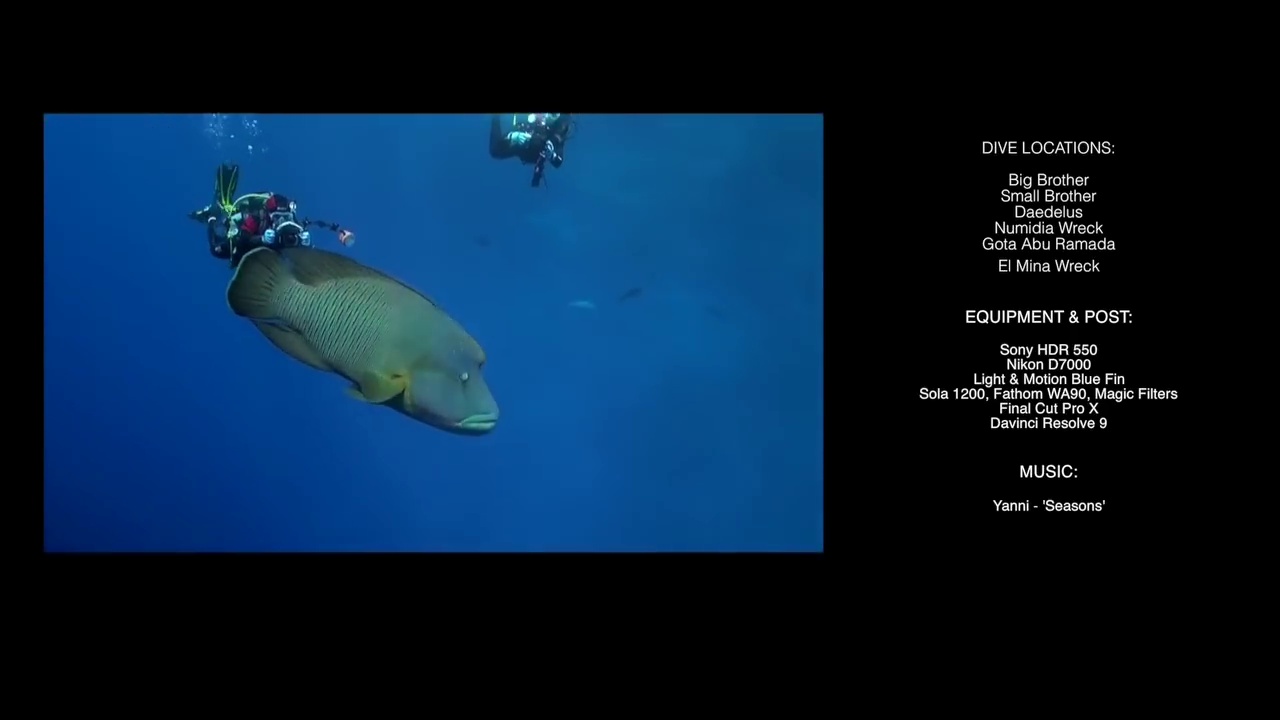 DIVE LOCATIONS:
Big Brother
Small Brother
Daedelus
Numidia Wreck
Gota Abu Ramada
El Mina Wreck
EQUIPMENT & POST:
Sony HDR 550
Nikon D7000
Light & Motion Blue Fin
Sola 1200, Fathom WA90, Magic Filters
Final Cut Pro X
Davinci Resolve 9
MUSIC:
Yanni - 'Seasons'